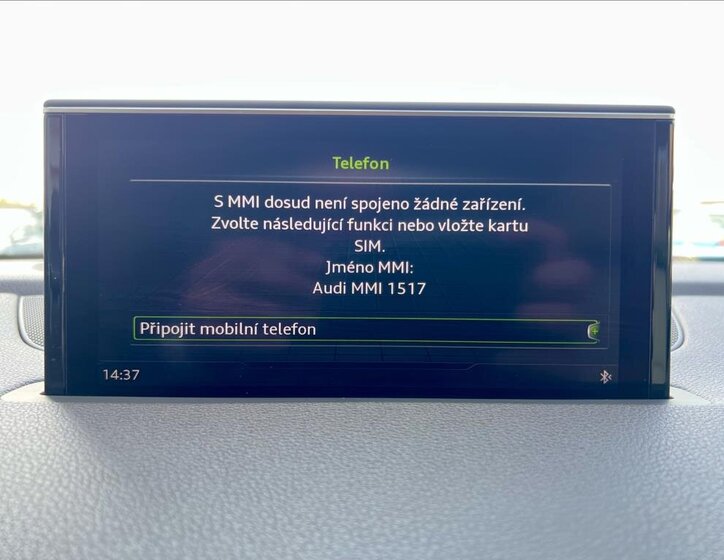 Telefon
S MMI dosud není spojeno žádné zařízení.
Zvolte následující funkci nebo vložte kartu
SIM.
Jméno MMI:
Audi MMI 1517
Připojit mobilní telefon
14:37